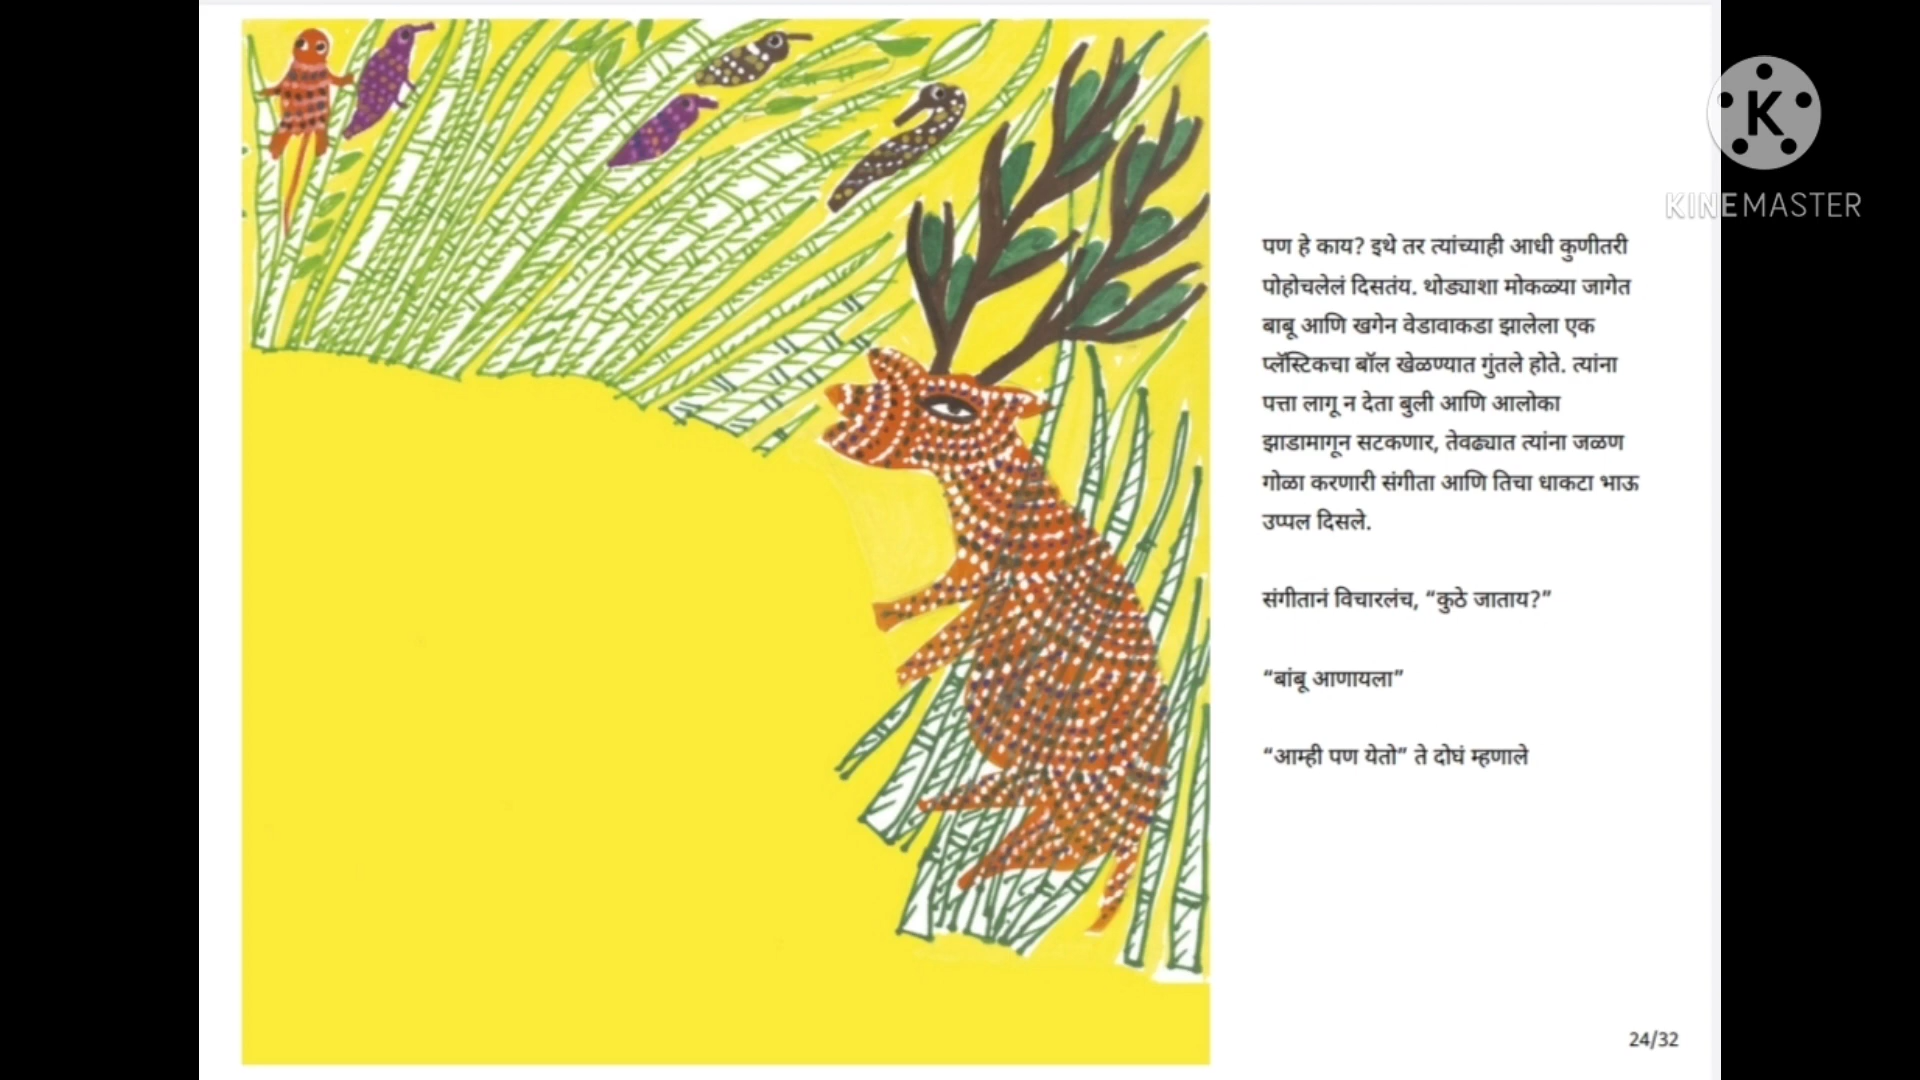 K
KINEMASTER
पण हे काय? इथे तर त्यांच्याही आधी कुणीतरी
पोहोचलेलं दिसतंय. थोड्याशा मोकळ्या जागेत
बाबू आणि खगेन वेडावाकडा झालेला एक
प्लॅस्टिकचा बॉल खेळण्यात गुंतले होते. त्यांना
पत्ता लागू न देता बुली आणि आलोका
झाडामागून सटकणार, तेवढ्यात त्यांना जळण
गोळा करणारी संगीता आणि तिचा धाकटा भाऊ
उप्पल दिसले.
संगीतानं विचारलंच, “कुठे जाताय?”
“बांबू आणायला”
“आम्ही पण येतो” ते दोघं म्हणाले
24/32